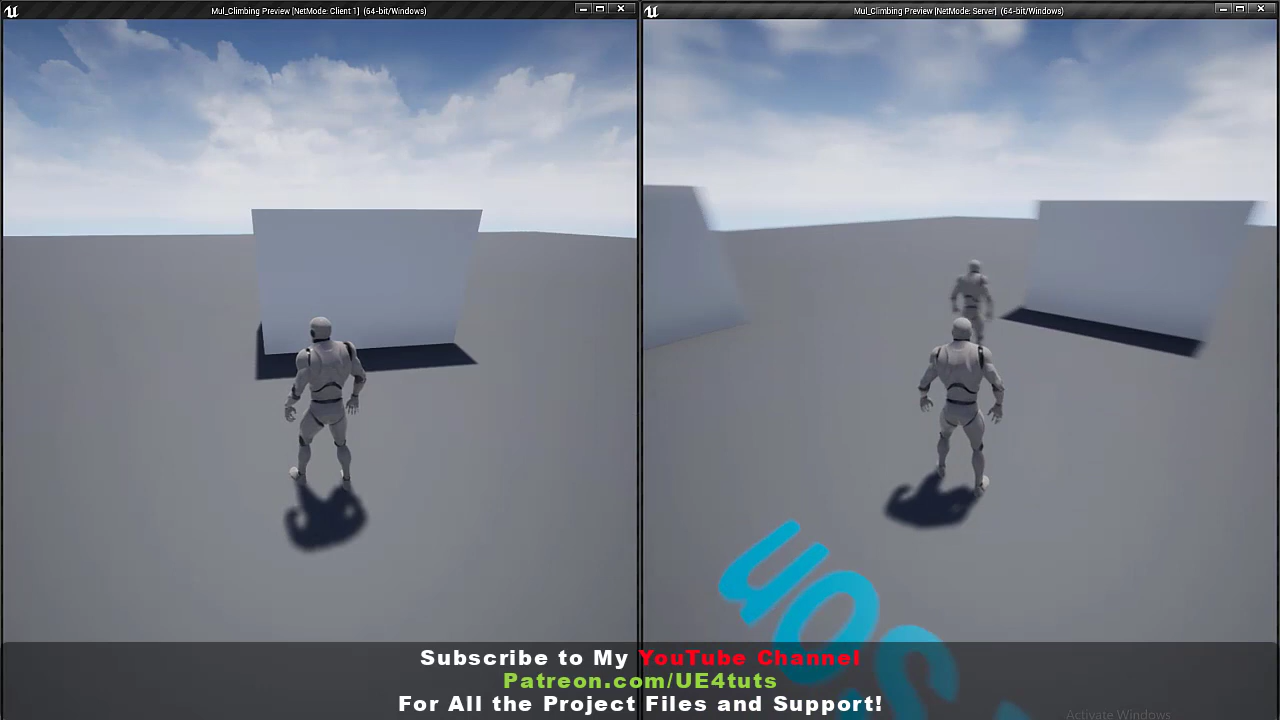 Mul_Climbing Preview [NetMode: Client 1] (64-bit/Windows)
Mul_Climbing Preview [NetMode: Server] (64-bit/Windows)
Subscribe to My YouTube Channel
Patreon.com/UE4tuts
For All the Project Files and Support!
Activate Windows